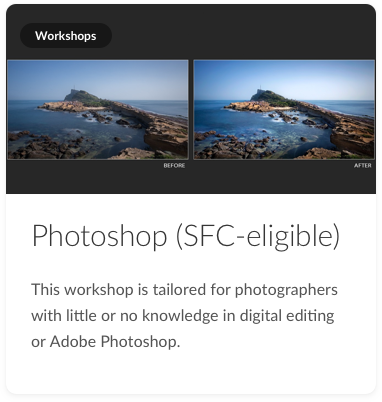 Workshops
BEFORE
AFTER
Photoshop (SFC-eligible)
This workshop is tailored for photographers
with little or no knowledge in digital editing
or Adobe Photoshop.